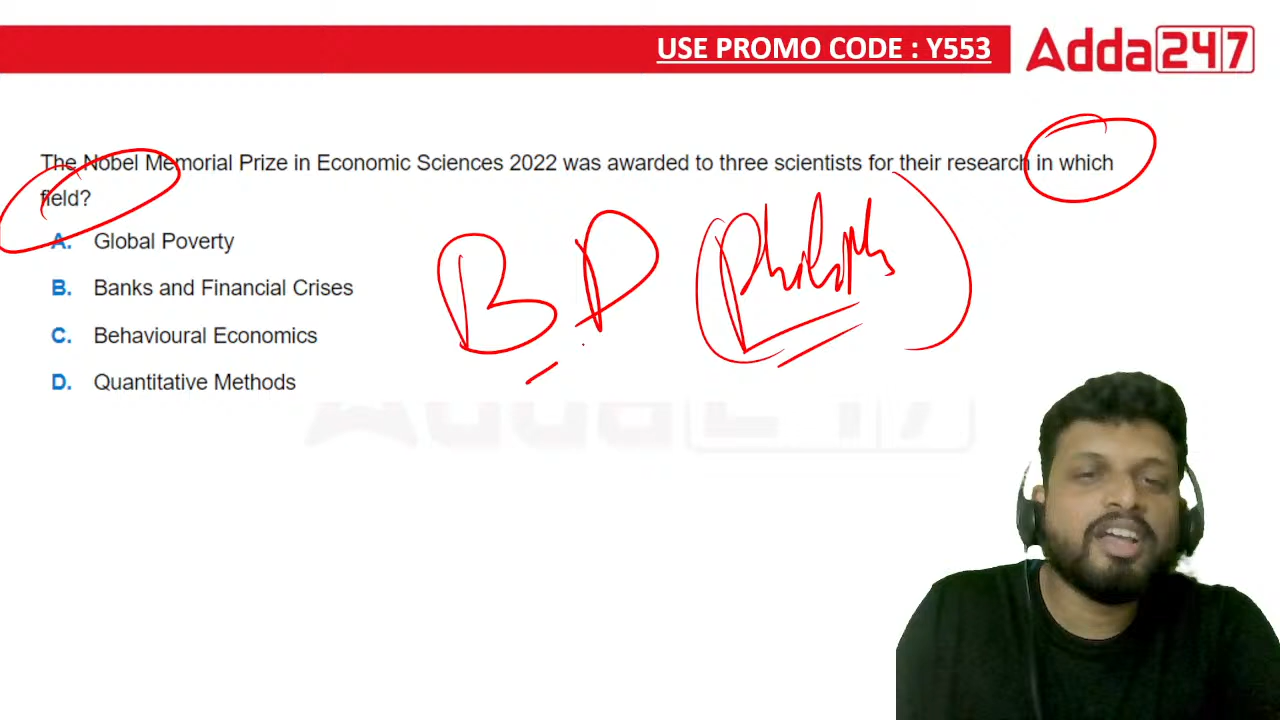 USE PROMO CODE : Y553
Adda247
The Nobel Memorial Prize in Economic Sciences 2022 was awarded to three scientists for their research in which
field?
A. Global Poverty
B. Banks and Financial Crises
C. Behavioural Economics
D. Quantitative Methods
B D
Adda247